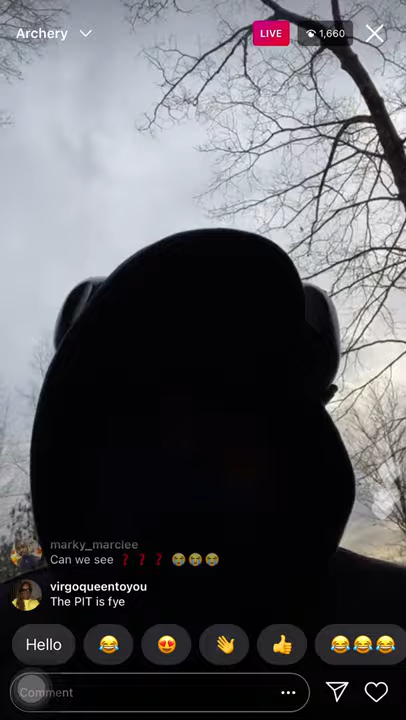 Archery
LIVE
1,660
marky_marciee
Can we see ❓❓❓ 😭😭😭
virgoqueentoyou
The PIT is fye
Hello 😂 😍 👋 👍 😂😂😂
Comment